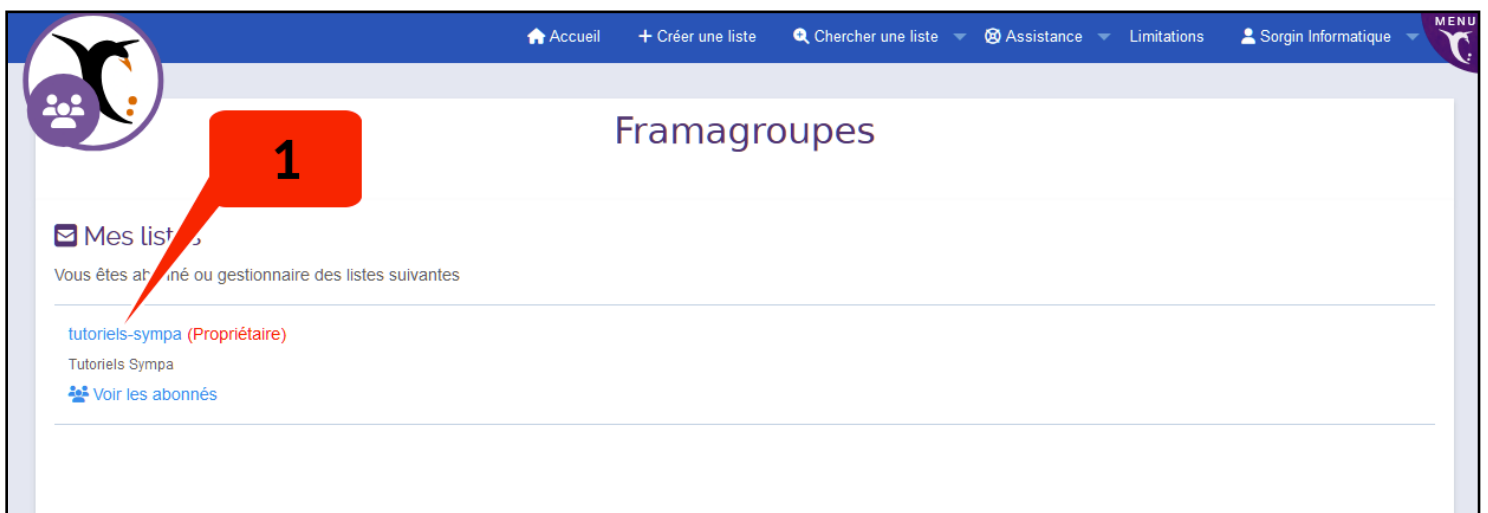 Accueil
Créer une liste
Chercher une liste
Assistance
Limitations
Sorgin Informatique
MENU
Framagroupes
1
Mes listes
Vous êtes abonné ou gestionnaire des listes suivantes
tutoriels-sympa (Propriétaire)
Tutoriels Sympa
Voir les abonnés